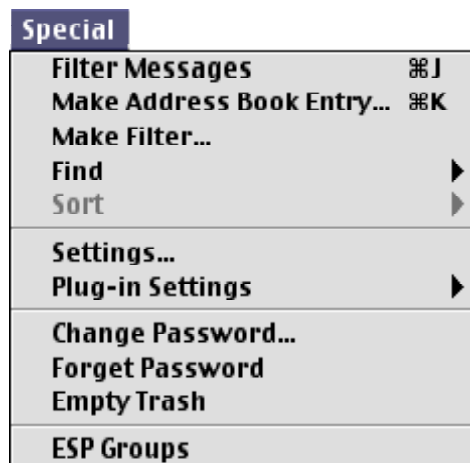 Special
Filter Messages ⌘J
Make Address Book Entry... ⌘K
Make Filter...
Find
Sort
Settings...
Plug-in Settings
Change Password...
Forget Password
Empty Trash
ESP Groups